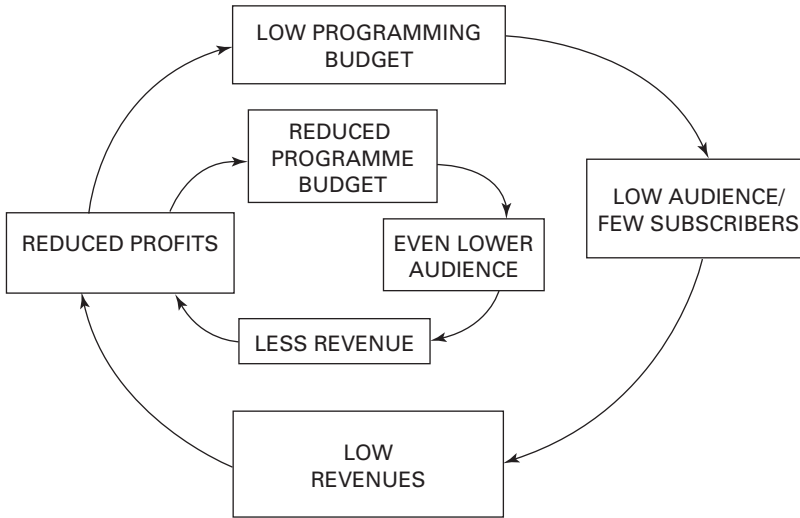 LOW PROGRAMMING
BUDGET
REDUCED
PROGRAMME
BUDGET
LOW AUDIENCE/
FEW SUBSCRIBERS
REDUCED PROFITS
EVEN LOWER
AUDIENCE
LESS REVENUE
LOW
REVENUES